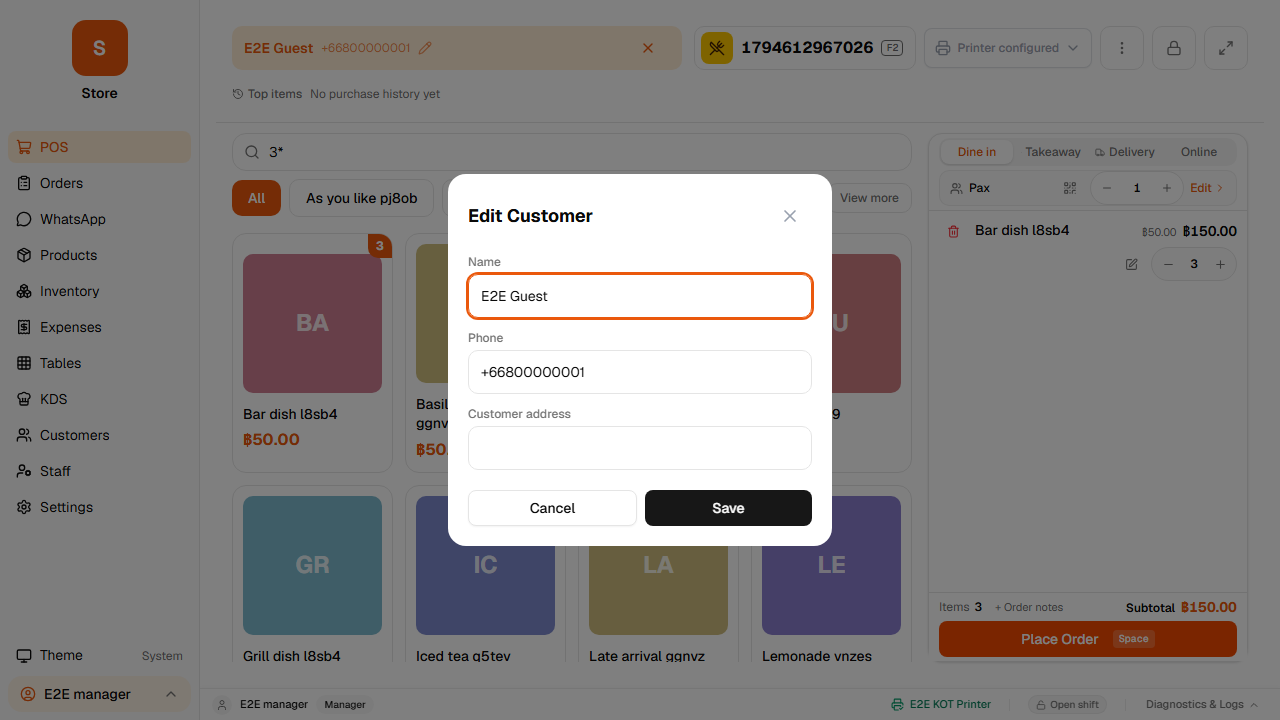 S
Store
POS
Orders
WhatsApp
Products
Inventory
Expenses
Tables
KDS
Customers
Staff
Settings
Theme System
E2E manager
E2E Guest +66800000001
1794612967026 F2
Printer configured
Top items No purchase history yet
3*
All
As you like pj8ob
View more
3
BA
Bar dish l8sb4
฿50.00
Basil
ggnv
฿50.
U
9
GR
Grill dish l8sb4
IC
Iced tea q5tev
LA
Late arrival ggnvz
LE
Lemonade vnzes
Edit Customer
Name
E2E Guest
Phone
+66800000001
Customer address
Cancel
Save
Dine in Takeaway Delivery Online
Pax 1 Edit
Bar dish l8sb4 ฿50.00 ฿150.00
3
Items 3 + Order notes Subtotal ฿150.00
Place Order Space
E2E manager Manager
E2E KOT Printer
Open shift
Diagnostics & Logs